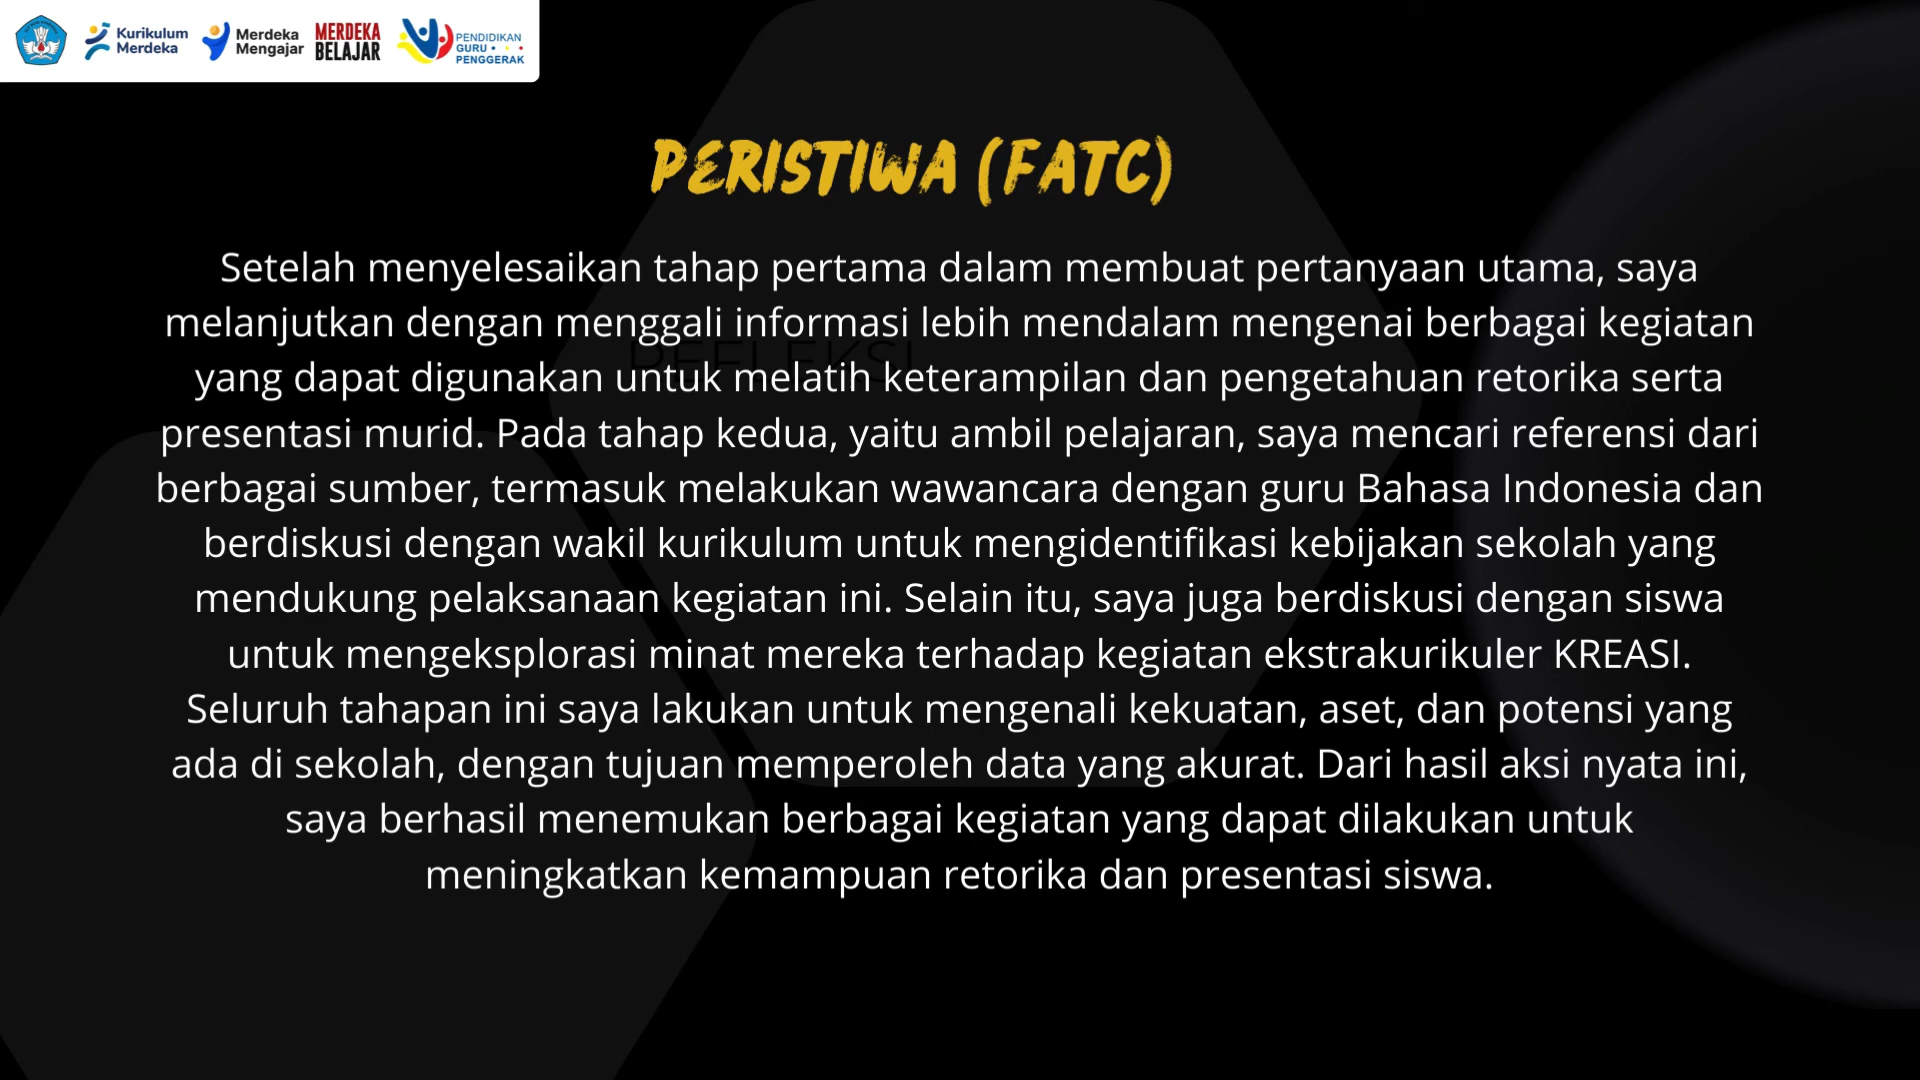 Kurikulum
Merdeka
Merdeka
Mengajar
MERDEKA
BELAJAR
PENDIDIKAN
GURU
PENGGERAK
PERISTIWA (FATC)
REFLEKSI
Setelah menyelesaikan tahap pertama dalam membuat pertanyaan utama, saya
melanjutkan dengan menggali informasi lebih mendalam mengenai berbagai kegiatan
yang dapat digunakan untuk melatih keterampilan dan pengetahuan retorika serta
presentasi murid. Pada tahap kedua, yaitu ambil pelajaran, saya mencari referensi dari
berbagai sumber, termasuk melakukan wawancara dengan guru Bahasa Indonesia dan
berdiskusi dengan wakil kurikulum untuk mengidentifikasi kebijakan sekolah yang
mendukung pelaksanaan kegiatan ini. Selain itu, saya juga berdiskusi dengan siswa
untuk mengeksplorasi minat mereka terhadap kegiatan ekstrakurikuler KREASI.
Seluruh tahapan ini saya lakukan untuk mengenali kekuatan, aset, dan potensi yang
ada di sekolah, dengan tujuan memperoleh data yang akurat. Dari hasil aksi nyata ini,
saya berhasil menemukan berbagai kegiatan yang dapat dilakukan untuk
meningkatkan kemampuan retorika dan presentasi siswa.